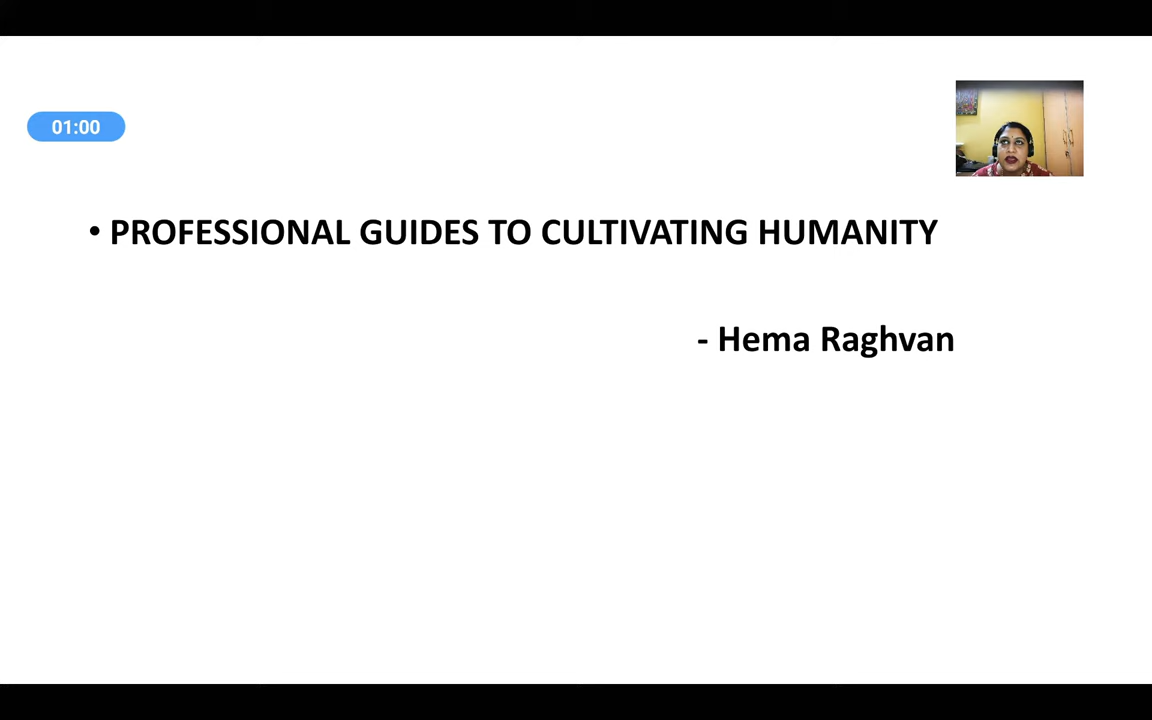 01:00
• PROFESSIONAL GUIDES TO CULTIVATING HUMANITY
- Hema Raghvan